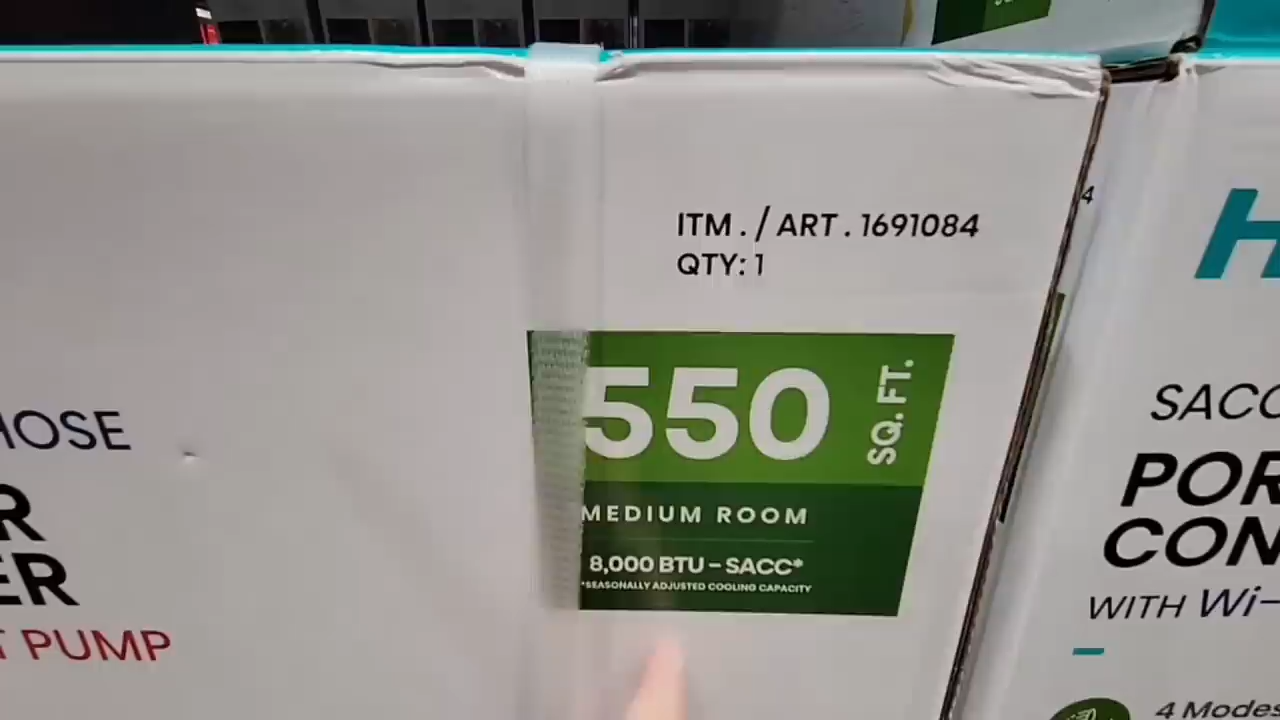 ITM . / ART . 1691084
QTY: 1
550
SQ. FT.
MEDIUM ROOM
8,000 BTU – SACC*
*SEASONALLY ADJUSTED COOLING CAPACITY
HOSE
R
ER
T PUMP
4
H
SACC
POR
CON
WITH Wi-
4 Modes